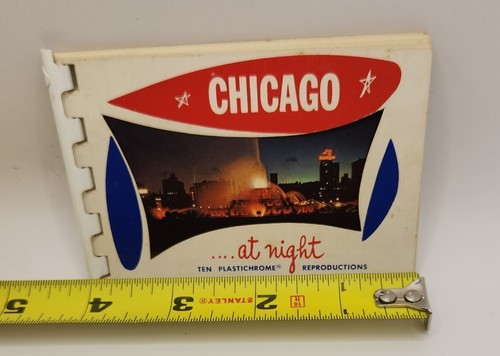 CHICAGO
....at night
TEN PLASTICHROME® REPRODUCTIONS
5 4 3 STANLEY® 2 1